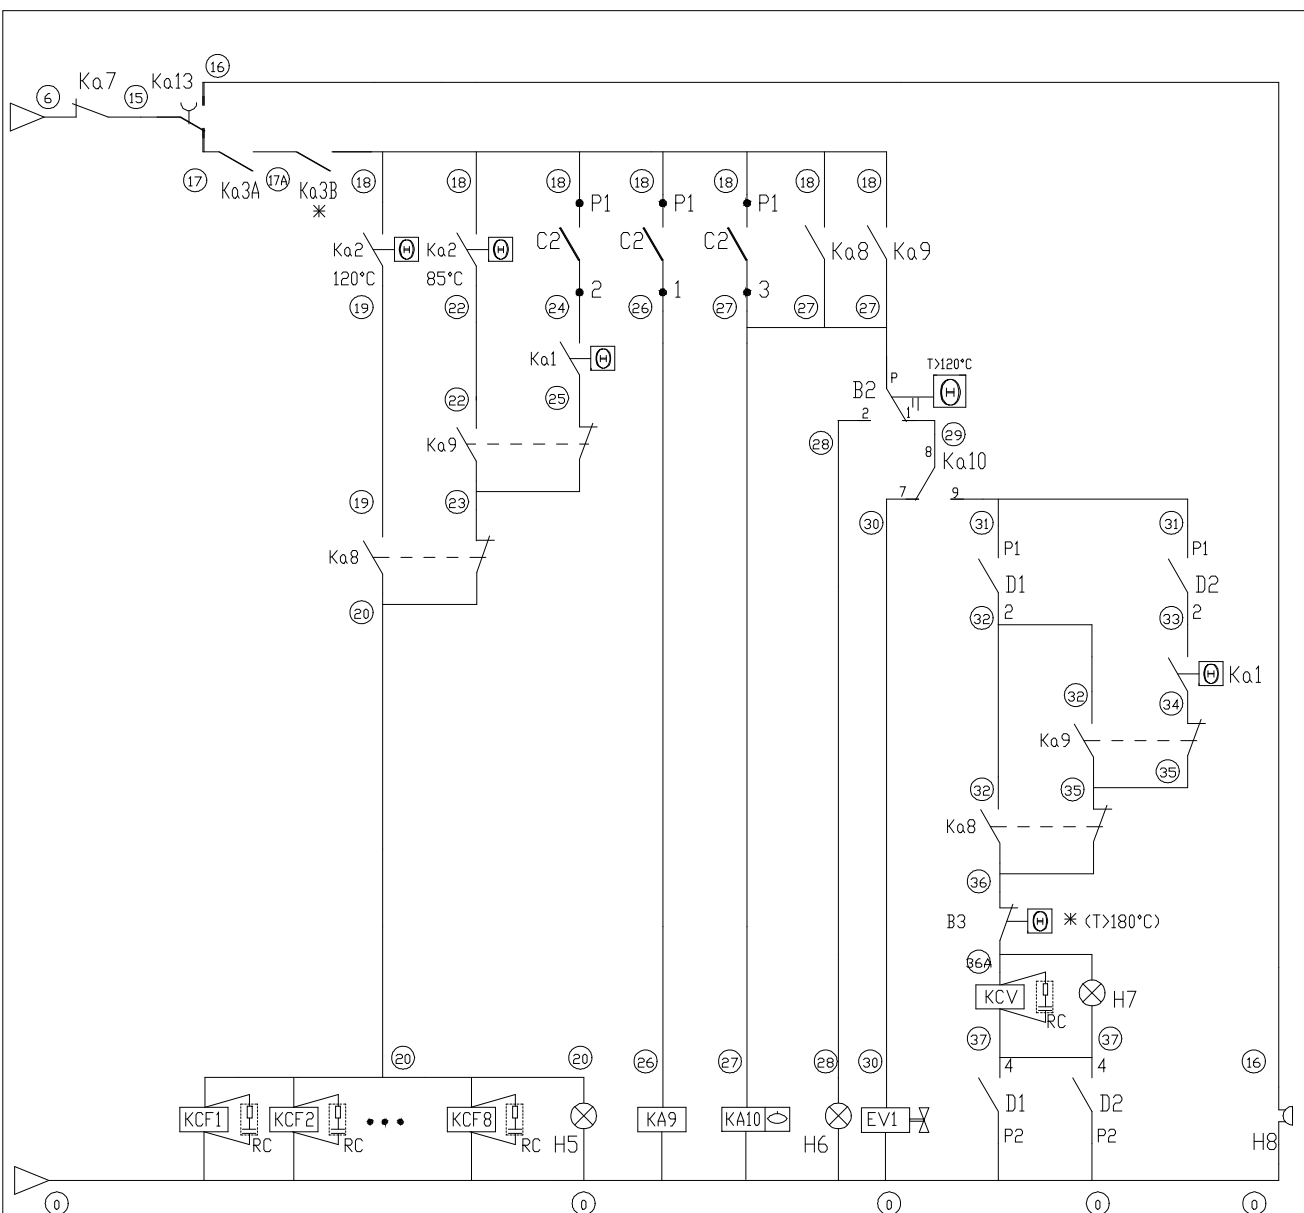 16
Ka7 Ka13
6 15
17 Ka3A 17A Ka3B 18 18 18 18 18 18 18
*
P1 P1 P1
Ka2 Ka2 C2 C2 C2 Ka8 Ka9
120°C 85°C
2 1 3
19 22 24 26 27 27 27
Ka1
T>120°C
P
B2
22 25
2 1
28 29
8
Ka9 Ka10
7 9
19 23 30 31 31
P1 P1
Ka8 D1 D2
20 32 2 33 2
Ka1
32 34
Ka9
35
32 35
Ka8
36
B3 * (T>180°C)
36A
KCV H7
RC
37 37
20 20 26 27 28 30 4 4 16
KCF1 KCF2 KCF8 KA9 KA10 EV1 D1 D2
RC RC RC H5 H6 P2 P2 H8
0 0 0 0 0